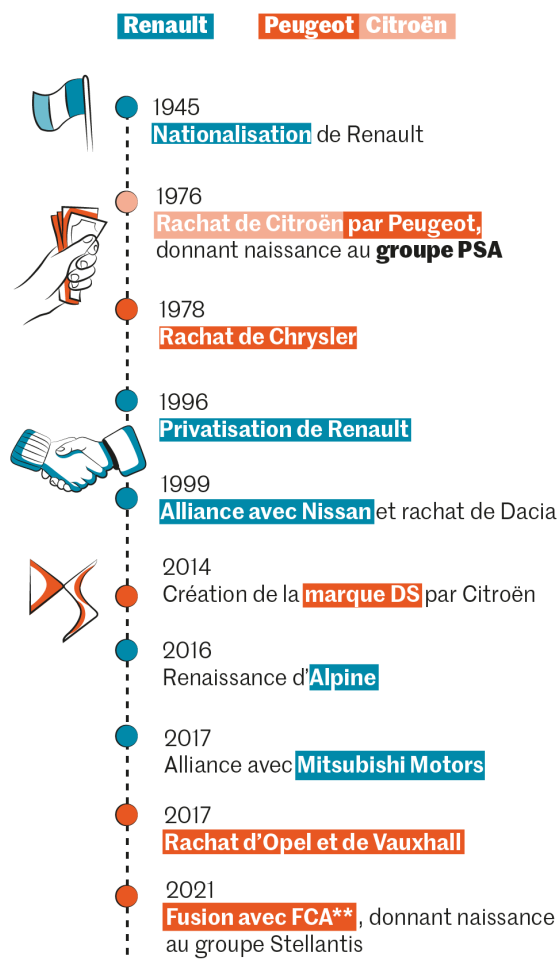 Renault Peugeot Citroën
1945
Nationalisation de Renault
1976
Rachat de Citroën par Peugeot,
donnant naissance au groupe PSA
1978
Rachat de Chrysler
1996
Privatisation de Renault
1999
Alliance avec Nissan et rachat de Dacia
2014
Création de la marque DS par Citroën
2016
Renaissance d’Alpine
2017
Alliance avec Mitsubishi Motors
2017
Rachat d’Opel et de Vauxhall
2021
Fusion avec FCA**, donnant naissance
au groupe Stellantis